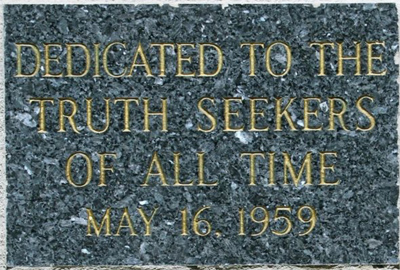 DEDICATED TO THE
TRUTH SEEKERS
OF ALL TIME
MAY 16, 1959